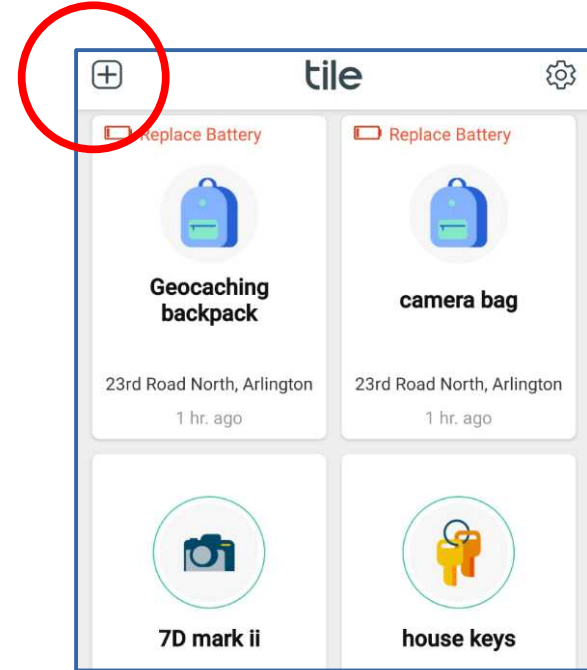 tile
Replace Battery
Geocaching
backpack
23rd Road North, Arlington
1 hr. ago
Replace Battery
camera bag
23rd Road North, Arlington
1 hr. ago
7D mark ii
house keys